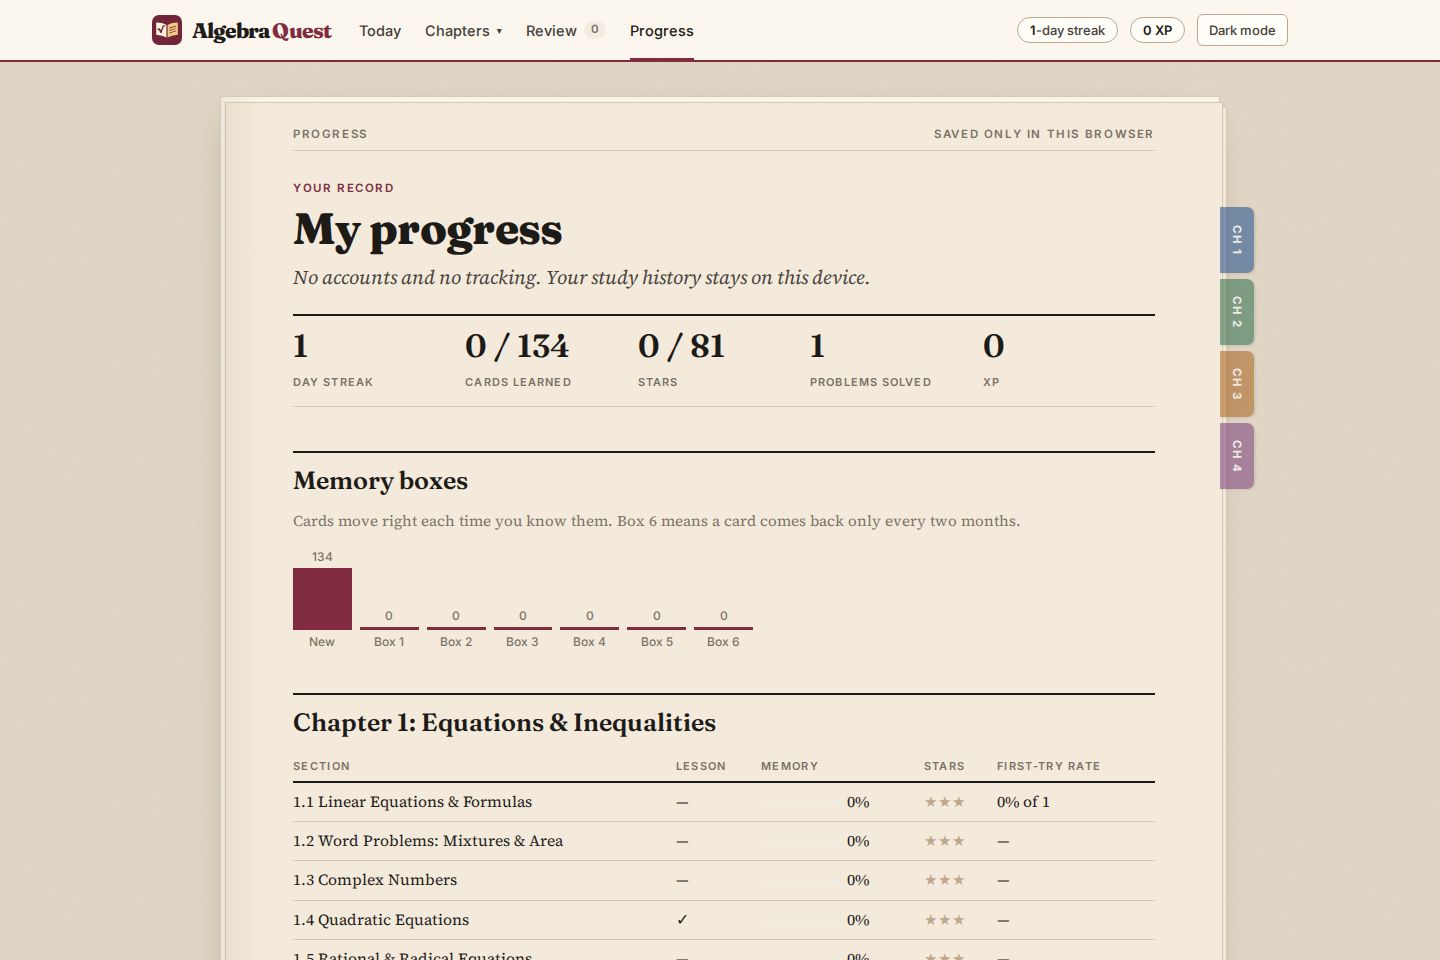 AlgebraQuest Today Chapters ▾ Review 0 Progress 1-day streak 0 XP Dark mode
PROGRESS SAVED ONLY IN THIS BROWSER
YOUR RECORD
My progress
No accounts and no tracking. Your study history stays on this device.
1 0 / 134 0 / 81 1 0
DAY STREAK CARDS LEARNED STARS PROBLEMS SOLVED XP
CH 1
CH 2
CH 3
CH 4
Memory boxes
Cards move right each time you know them. Box 6 means a card comes back only every two months.
134
0 0 0 0 0 0
New Box 1 Box 2 Box 3 Box 4 Box 5 Box 6
Chapter 1: Equations & Inequalities
SECTION LESSON MEMORY STARS FIRST-TRY RATE
1.1 Linear Equations & Formulas — 0% ★★★ 0% of 1
1.2 Word Problems: Mixtures & Area — 0% ★★★ —
1.3 Complex Numbers — 0% ★★★ —
1.4 Quadratic Equations ✓ 0% ★★★ —
1.5 Rational & Radical Equations — 0% ★★★ —